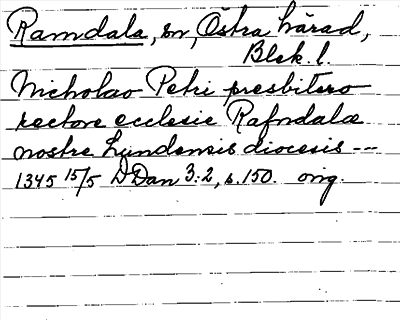 Ramdala, sn, Östra härad,
Blek. l.
Nicholao Petri presbitero
rectore ecclesie Rafndala
nostre Lundensis diocesis ---
1345 15/5 DDan 3:2, s. 150. orig.